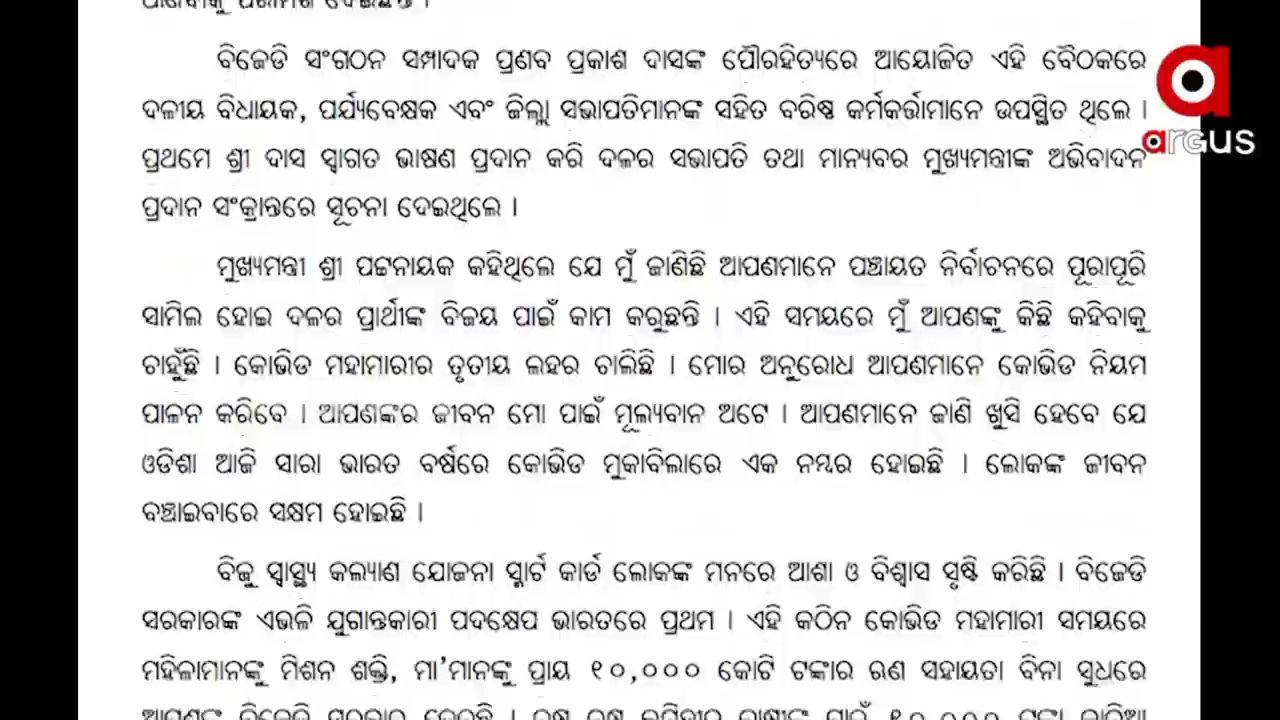 ବିଜେଡି ସଂଗଠନ ସମ୍ପାଦକ ପ୍ରଣବ ପ୍ରକାଶ ଦାସଙ୍କ ପୌରହିତ୍ୟରେ ଆୟୋଜିତ ଏହି ବୈଠକରେ
ଦଳୀୟ ବିଧାୟକ, ପର୍ଯ୍ୟବେକ୍ଷକ ଏବଂ ଜିଲ୍ଲା ସଭାପତିମାନଙ୍କ ସହିତ ବରିଷ୍ଠ କର୍ମକର୍ତ୍ତାମାନେ ଉପସ୍ଥିତ ଥିଲେ ।
ପ୍ରଥମେ ଶ୍ରୀ ଦାସ ସ୍ୱାଗତ ଭାଷଣ ପ୍ରଦାନ କରି ଦଳର ସଭାପତି ତଥା ମାନ୍ୟବର ମୁଖ୍ୟମନ୍ତ୍ରୀଙ୍କ ଅଭିବାଦନ
ପ୍ରଦାନ ସଂକ୍ରାନ୍ତରେ ସୂଚନା ଦେଇଥିଲେ ।
ମୁଖ୍ୟମନ୍ତ୍ରୀ ଶ୍ରୀ ପଟ୍ଟନାୟକ କହିଥିଲେ ଯେ ମୁଁ ଜାଣିଛି ଆପଣମାନେ ପଞ୍ଚାୟତ ନିର୍ବାଚନରେ ପୂରାପୂରି
ସାମିଲ ହୋଇ ଦଳର ପ୍ରାର୍ଥୀଙ୍କ ବିଜୟ ପାଇଁ କାମ କରୁଛନ୍ତି । ଏହି ସମୟରେ ମୁଁ ଆପଣଙ୍କୁ କିଛି କହିବାକୁ
ଚାହୁଁଛି । କୋଭିଡ ମହାମାରୀର ତୃତୀୟ ଲହର ଚାଲିଛି । ମୋର ଅନୁରୋଧ ଆପଣମାନେ କୋଭିଡ ନିୟମ
ପାଳନ କରିବେ । ଆପଣଙ୍କର ଜୀବନ ମୋ ପାଇଁ ମୂଲ୍ୟବାନ ଅଟେ । ଆପଣମାନେ ଜାଣି ଖୁସି ହେବେ ଯେ
ଓଡିଶା ଆଜି ସାରା ଭାରତ ବର୍ଷରେ କୋଭିଡ ମୁକାବିଲାରେ ଏକ ନମ୍ବର ହୋଇଛି । ଲୋକଙ୍କ ଜୀବନ
ବଞ୍ଚାଇବାରେ ସକ୍ଷମ ହୋଇଛି ।
ବିଜୁ ସ୍ୱାସ୍ଥ୍ୟ କଲ୍ୟାଣ ଯୋଜନା ସ୍ମାର୍ଟ କାର୍ଡ ଲୋକଙ୍କ ମନରେ ଆଶା ଓ ବିଶ୍ୱାସ ସୃଷ୍ଟି କରିଛି । ବିଜେଡି
ସରକାରଙ୍କ ଏଭଳି ଯୁଗାନ୍ତକାରୀ ପଦକ୍ଷେପ ଭାରତରେ ପ୍ରଥମ । ଏହି କଠିନ କୋଭିଡ ମହାମାରୀ ସମୟରେ
ମହିଳାମାନଙ୍କୁ ମିଶନ ଶକ୍ତି, ମା'ମାନଙ୍କୁ ପ୍ରାୟ ୧୦,୦୦୦ କୋଟି ଟଙ୍କାର ଋଣ ସହାୟତା ବିନା ସୁଧରେ
argus